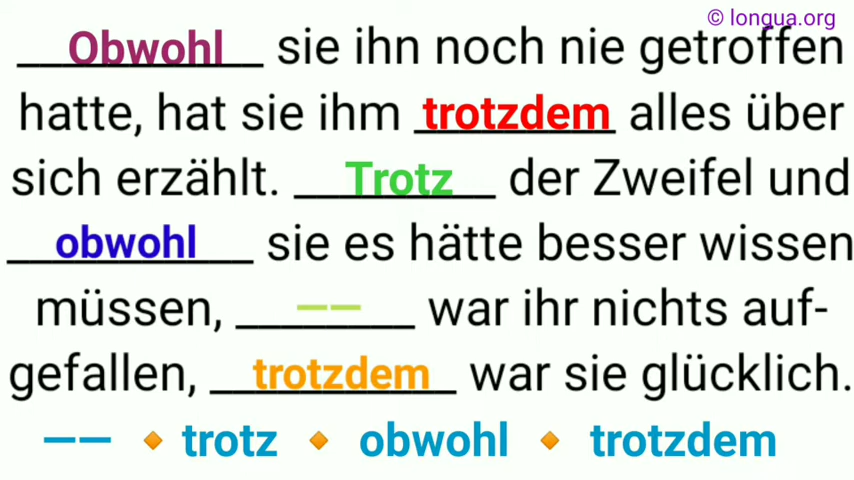 © longua.org
Obwohl sie ihn noch nie getroffen
hatte, hat sie ihm trotzdem alles über
sich erzählt. Trotz der Zweifel und
obwohl sie es hätte besser wissen
müssen, —— war ihr nichts auf-
gefallen, trotzdem war sie glücklich.
—— 🔸 trotz 🔸 obwohl 🔸 trotzdem